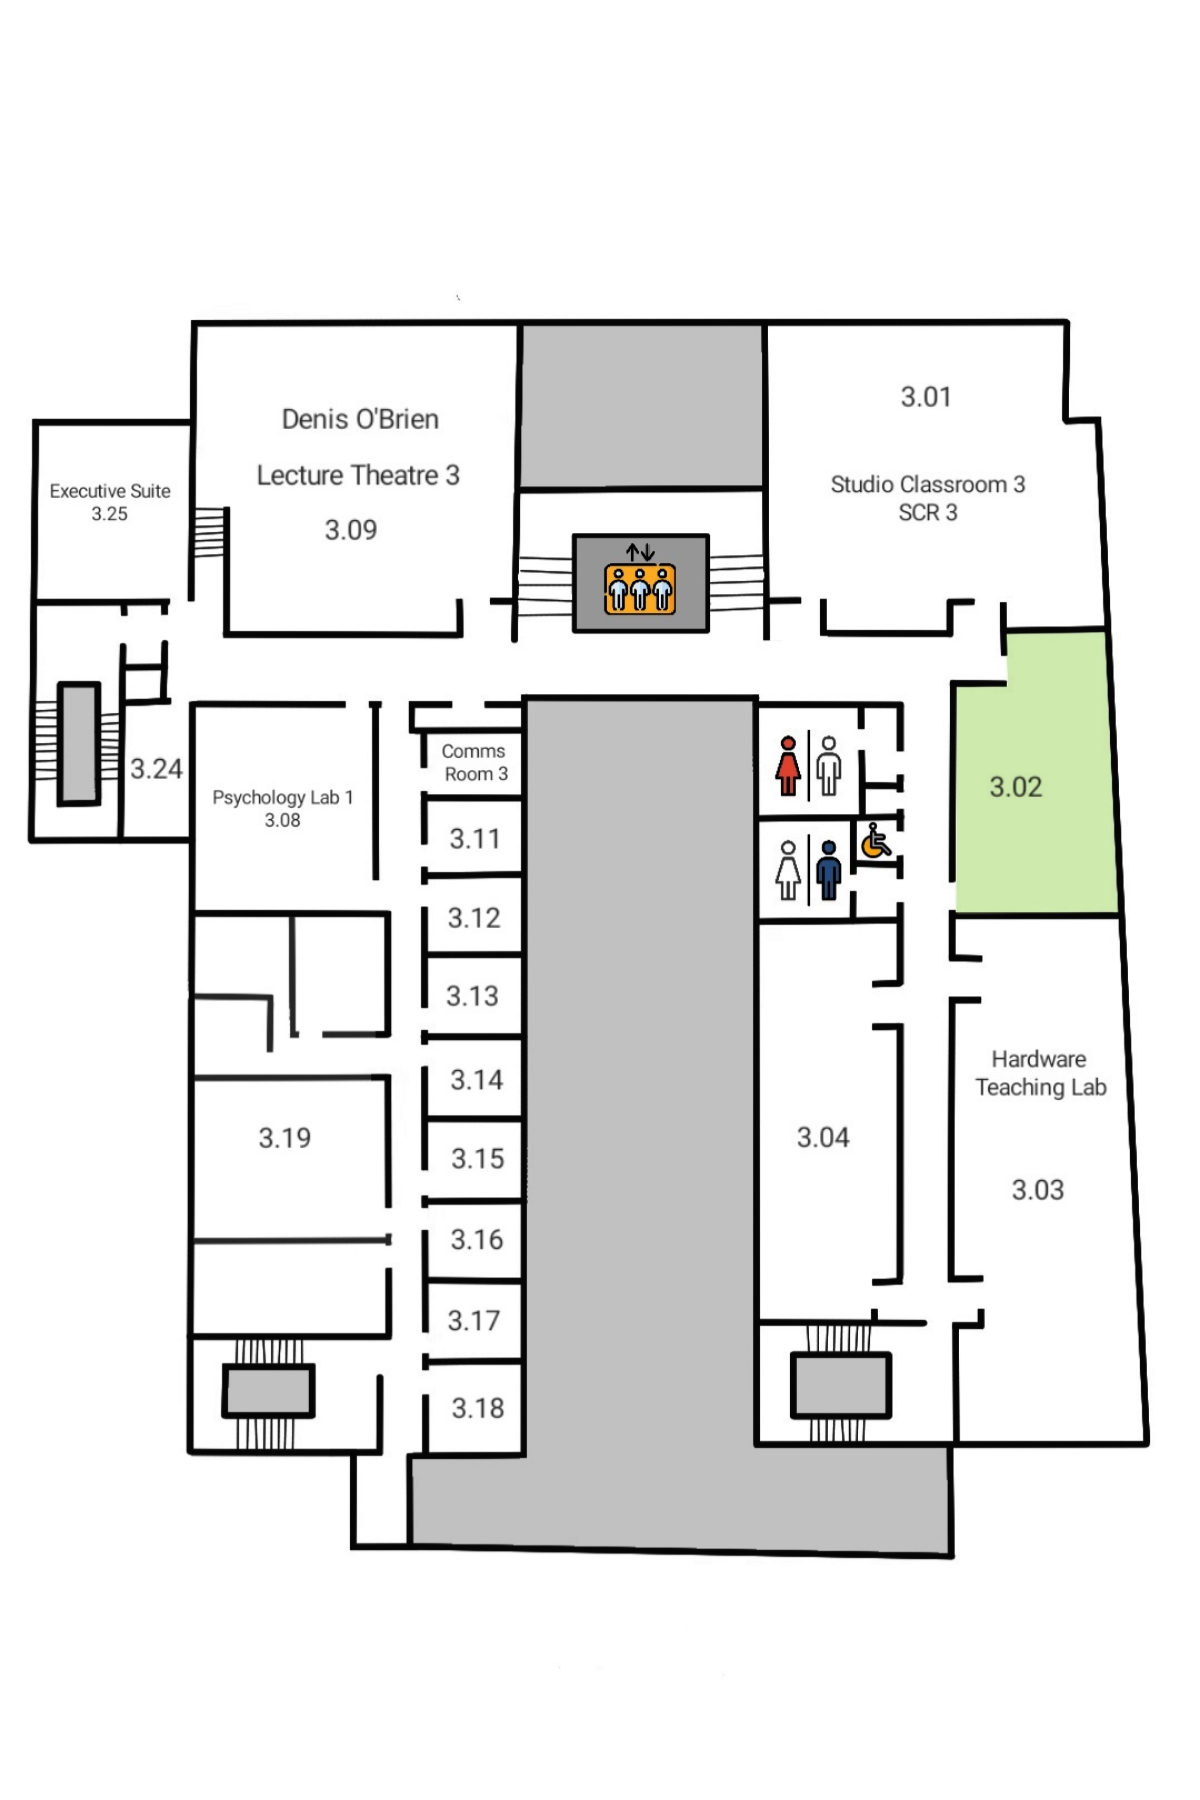 3.01
Denis O'Brien
Lecture Theatre 3
3.09
Executive Suite
3.25
Studio Classroom 3
SCR 3
3.24
Psychology Lab 1
3.08
Comms
Room 3
3.02
3.11
3.12
3.13
3.14
3.15
3.16
3.17
3.18
3.19
3.04
Hardware
Teaching Lab
3.03